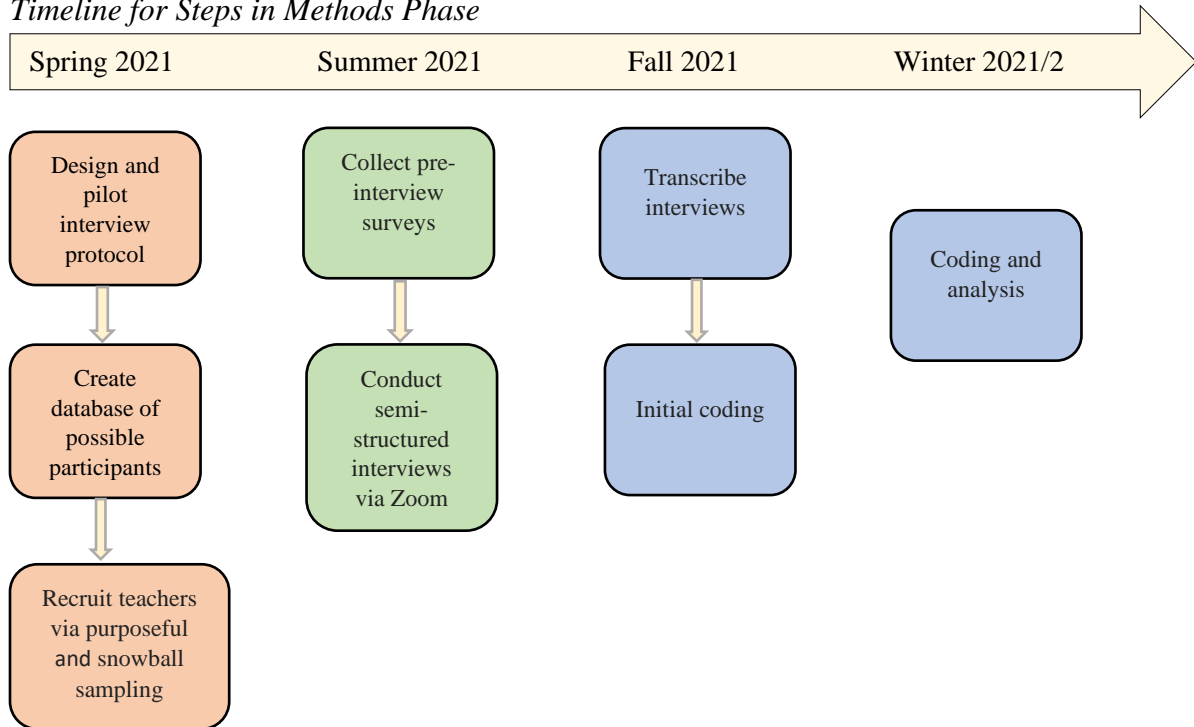 Timeline for Steps in Methods Phase
Spring 2021
Summer 2021
Fall 2021
Winter 2021/2
Design and
pilot
interview
protocol
Create
database of
possible
participants
Recruit teachers
via purposeful
and snowball
sampling
Collect pre-
interview
surveys
Conduct
semi-
structured
interviews
via Zoom
Transcribe
interviews
Initial coding
Coding and
analysis